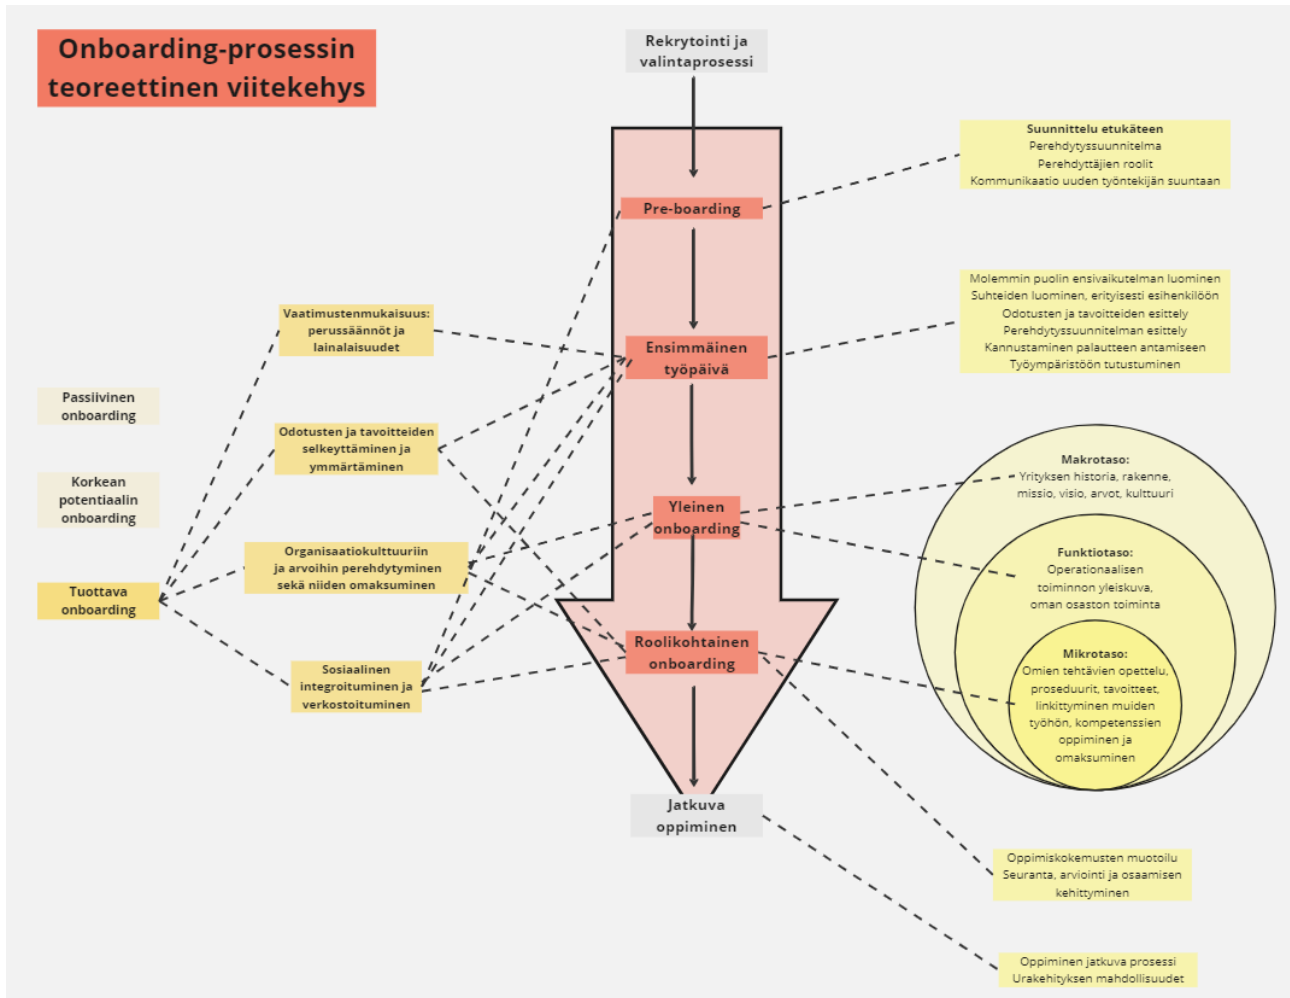 Onboarding-prosessin
teoreettinen viitekehys
Rekrytointi ja
valintaprosessi
Pre-boarding
Ensimmäinen
työpäivä
Yleinen
onboarding
Roolikohtainen
onboarding
Jatkuva
oppiminen
Passiivinen
onboarding
Korkean
potentiaalin
onboarding
Tuottava
onboarding
Vaatimustenmukaisuus:
perussäännöt ja
lainalaisuudet
Odotusten ja tavoitteiden
selkeyttäminen ja
ymmärtäminen
Organisaatiokulttuuriin
ja arvoihin perehdytyminen
sekä niiden omaksuminen
Sosiaalinen
integroituminen ja
verkostoituminen
Suunnittelu etukäteen
Perehdytyssuunnitelma
Perehdyttäjien roolit
Kommunikaatio uuden työntekijän suuntaan
Molemmin puolin ensivaikutelman luominen
Suhteiden luominen, erityisesti esihenkilöön
Odotusten ja tavoitteiden esittely
Perehdytyssuunnitelman esittely
Kannustaminen palautteen antamiseen
Työympäristöön tutustuminen
Makrotaso:
Yrityksen historia, rakenne,
missio, visio, arvot, kulttuuri
Funktiotaso:
Operationaalisen
toiminnon yleiskuva,
oman osaston toiminta
Mikrotaso:
Omien tehtävien opettelu,
proseduurit, tavoitteet,
linkittyminen muiden
työhön, kompetenssien
oppiminen ja
omaksuminen
Oppimiskokemusten muotoilu
Seuranta, arviointi ja osaamisen
kehittyminen
Oppiminen jatkuva prosessi
Urakehityksen mahdollisuudet